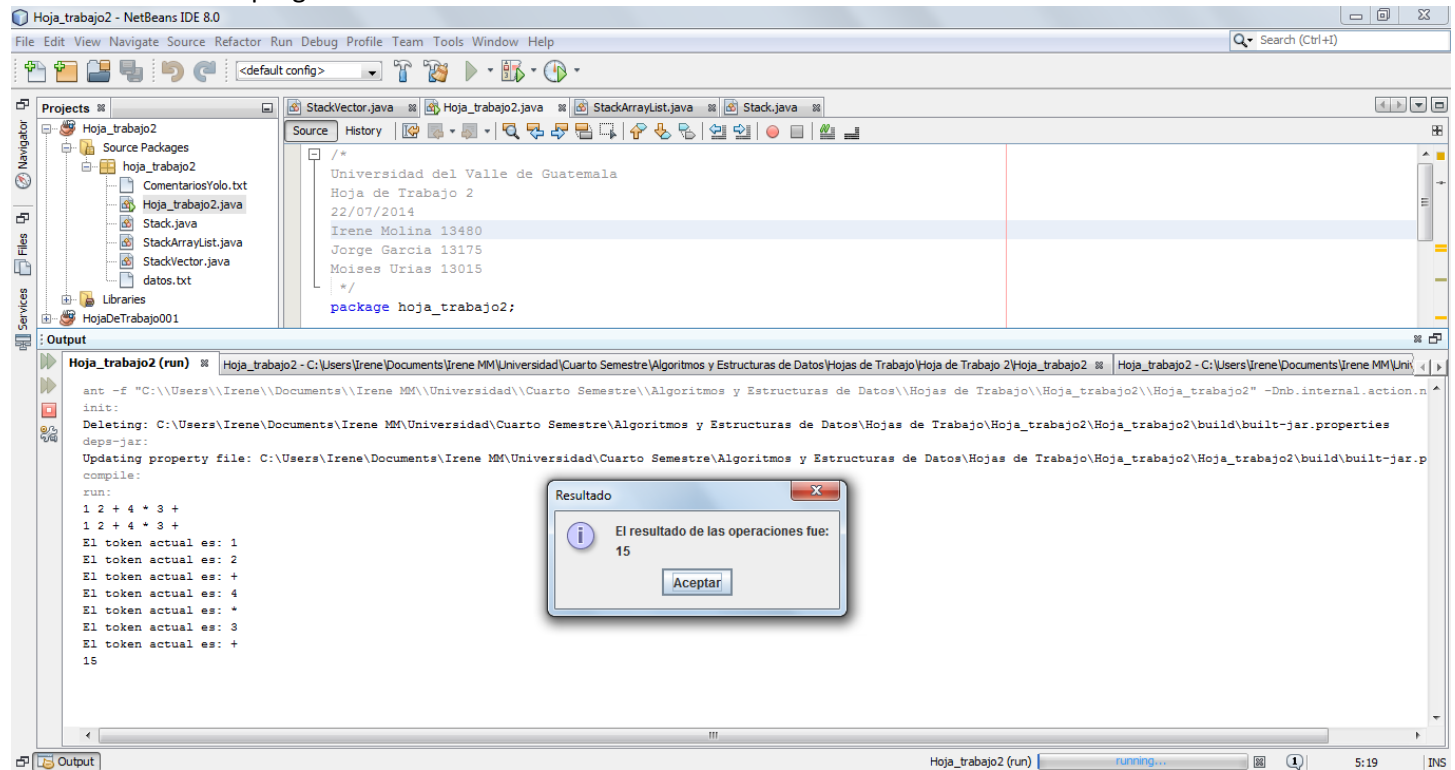 Hoja_trabajo2 - NetBeans IDE 8.0
File Edit View Navigate Source Refactor Run Debug Profile Team Tools Window Help
Search (Ctrl+I)
<default config>
Projects
StackVector.java Hoja_trabajo2.java StackArrayList.java Stack.java
Source History
Navigator
Files
Services
Hoja_trabajo2
Source Packages
hoja_trabajo2
ComentariosYolo.txt
Hoja_trabajo2.java
Stack.java
StackArrayList.java
StackVector.java
datos.txt
Libraries
HojaDeTrabajo001
/*
Universidad del Valle de Guatemala
Hoja de Trabajo 2
22/07/2014
Irene Molina 13480
Jorge Garcia 13175
Moises Urias 13015
*/
package hoja_trabajo2;
Output
Hoja_trabajo2 (run) Hoja_trabajo2 - C:\Users\Irene\Documents\Irene MM\Universidad\Cuarto Semestre\Algoritmos y Estructuras de Datos\Hojas de Trabajo\Hoja de Trabajo 2\Hoja_trabajo2 Hoja_trabajo2 - C:\Users\Irene\Documents\Irene MM\Univ
ant -f "C:\\Users\\Irene\\Documents\\Irene MM\\Universidad\\Cuarto Semestre\\Algoritmos y Estructuras de Datos\\Hojas de Trabajo\\Hoja_trabajo2\\Hoja_trabajo2" -Dnb.internal.action.n
init:
Deleting: C:\Users\Irene\Documents\Irene MM\Universidad\Cuarto Semestre\Algoritmos y Estructuras de Datos\Hojas de Trabajo\Hoja_trabajo2\Hoja_trabajo2\build\built-jar.properties
deps-jar:
Updating property file: C:\Users\Irene\Documents\Irene MM\Universidad\Cuarto Semestre\Algoritmos y Estructuras de Datos\Hojas de Trabajo\Hoja_trabajo2\Hoja_trabajo2\build\built-jar.p
compile:
run:
1 2 + 4 * 3 +
1 2 + 4 * 3 +
El token actual es: 1
El token actual es: 2
El token actual es: +
El token actual es: 4
El token actual es: *
El token actual es: 3
El token actual es: +
15
Resultado
El resultado de las operaciones fue:
15
Aceptar
Output
Hoja_trabajo2 (run) running... 1 5:19 INS